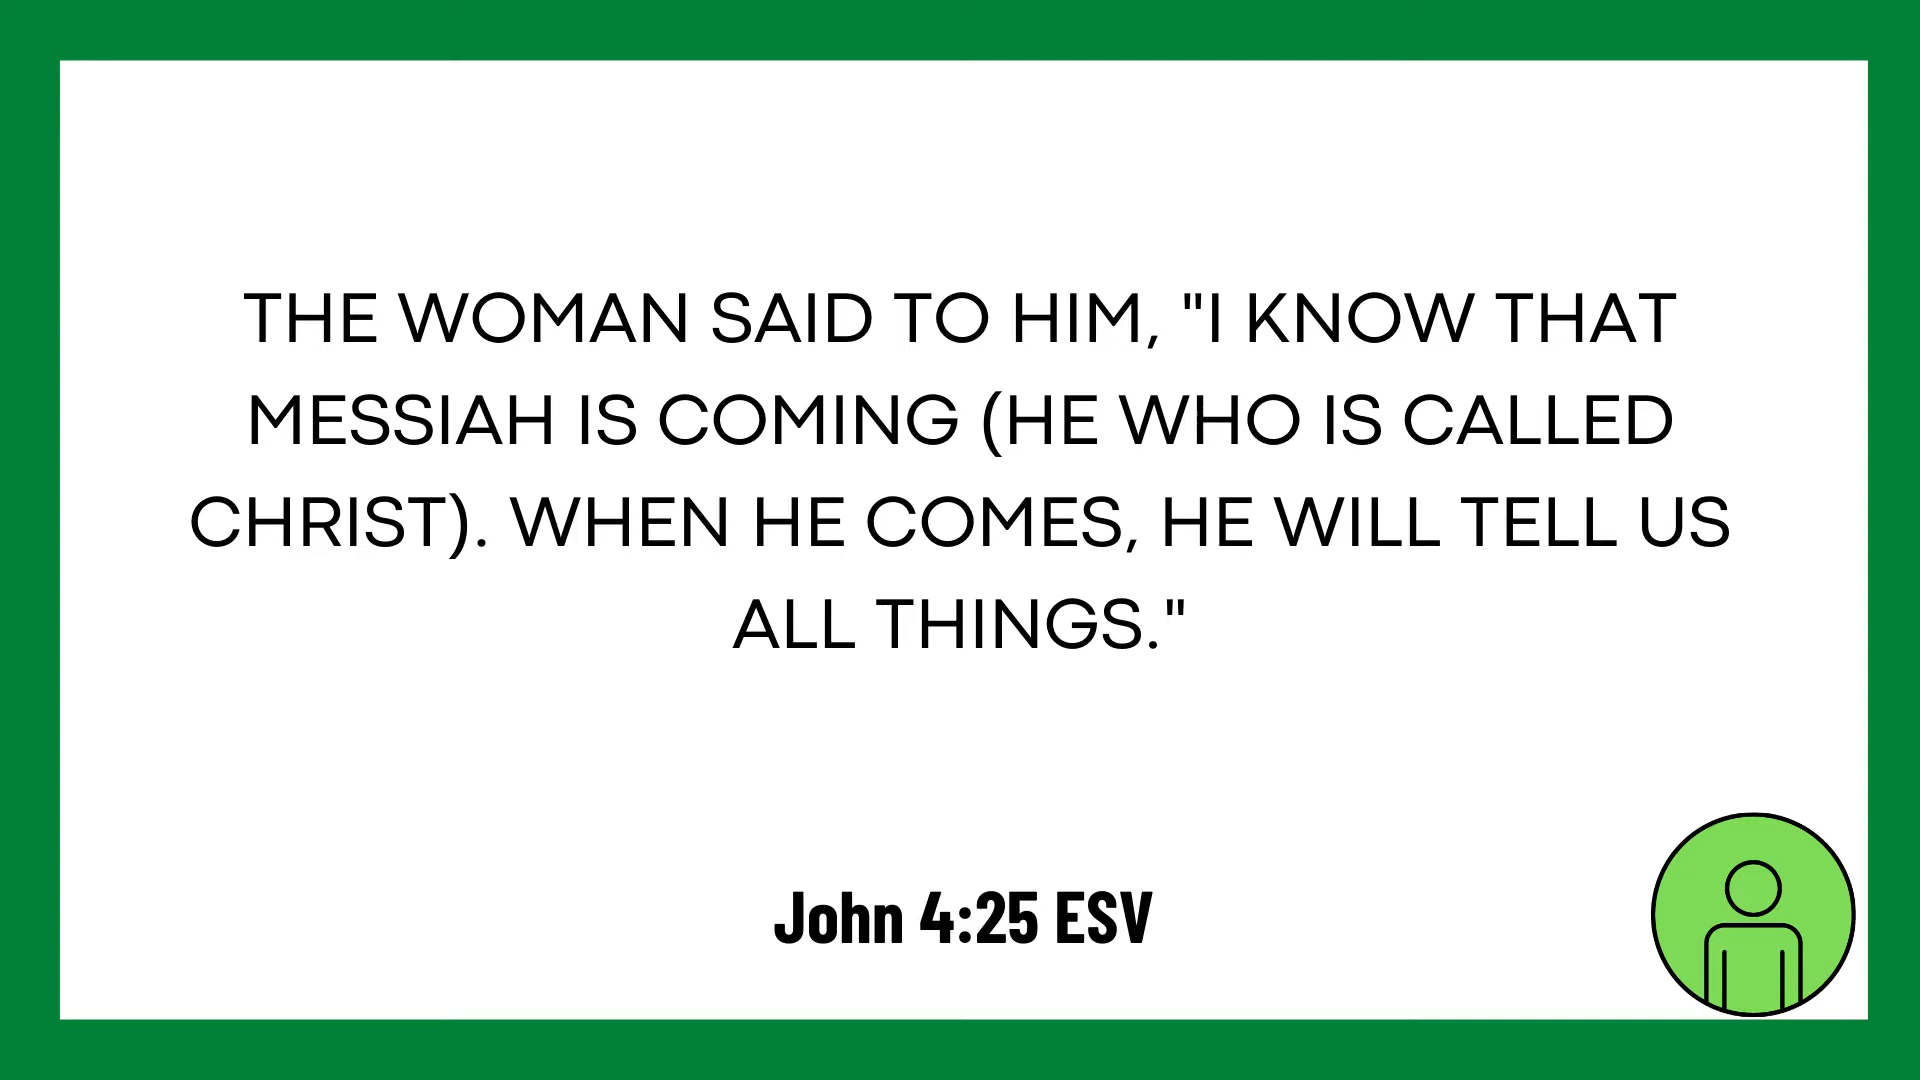 THE WOMAN SAID TO HIM, "I KNOW THAT
MESSIAH IS COMING (HE WHO IS CALLED
CHRIST). WHEN HE COMES, HE WILL TELL US
ALL THINGS."
John 4:25 ESV